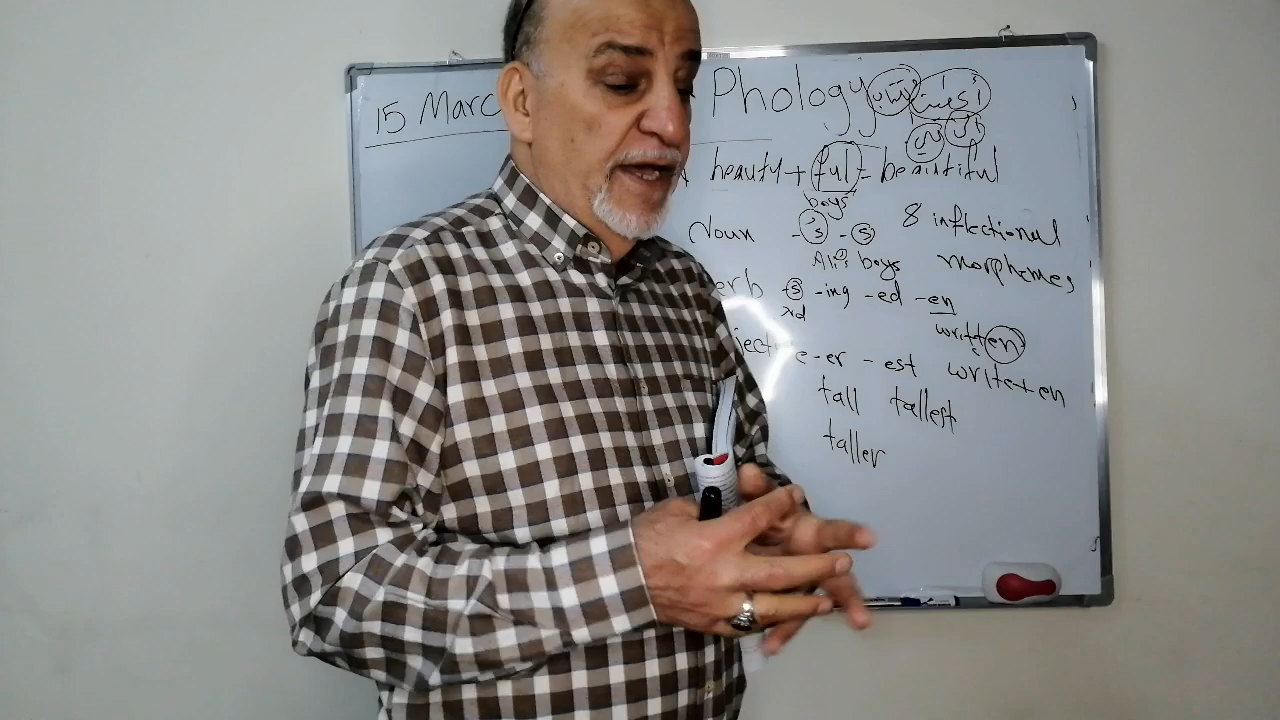 15 Marc Phology
beauty + ful = beautiful
boys'
Noun -'s -s 8 inflectional
Ali's boys morphemes
erb s -ing -ed -en
written
ject -er -est write+en
tall tallest
taller